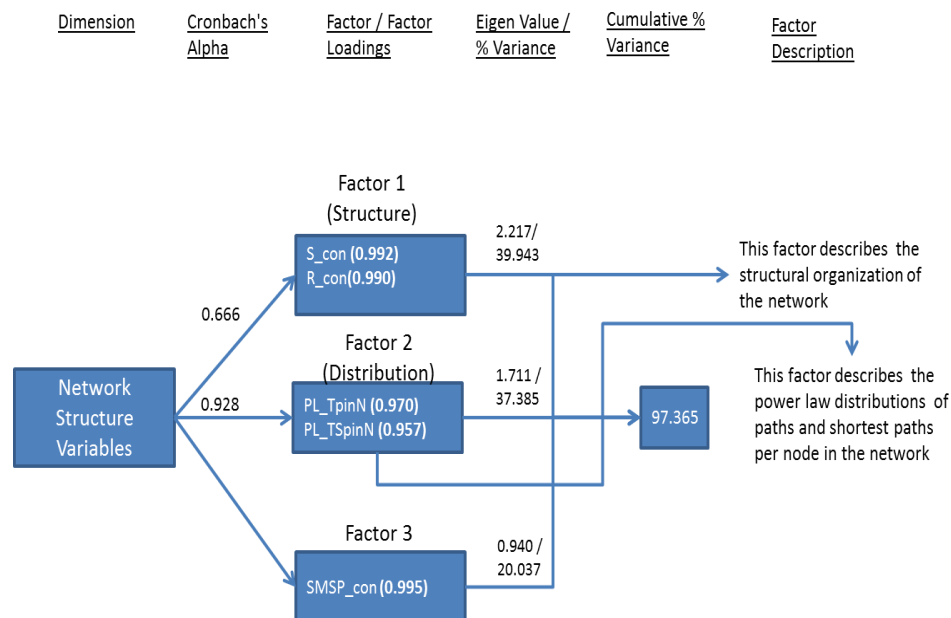 Dimension
Cronbach's
Alpha
Factor / Factor
Loadings
Eigen Value /
% Variance
Cumulative %
Variance
Factor
Description
Factor 1
(Structure)
S_con (0.992)
R_con(0.990)
2.217/
39.943
This factor describes the
structural organization of
the network
0.666
Factor 2
(Distribution)
Network
Structure
Variables
0.928
PL_TpinN (0.970)
PL_TSpinN (0.957)
1.711 /
37.385
97.365
This factor describes the
power law distributions of
paths and shortest paths
per node in the network
Factor 3
SMSP_con (0.995)
0.940 /
20.037